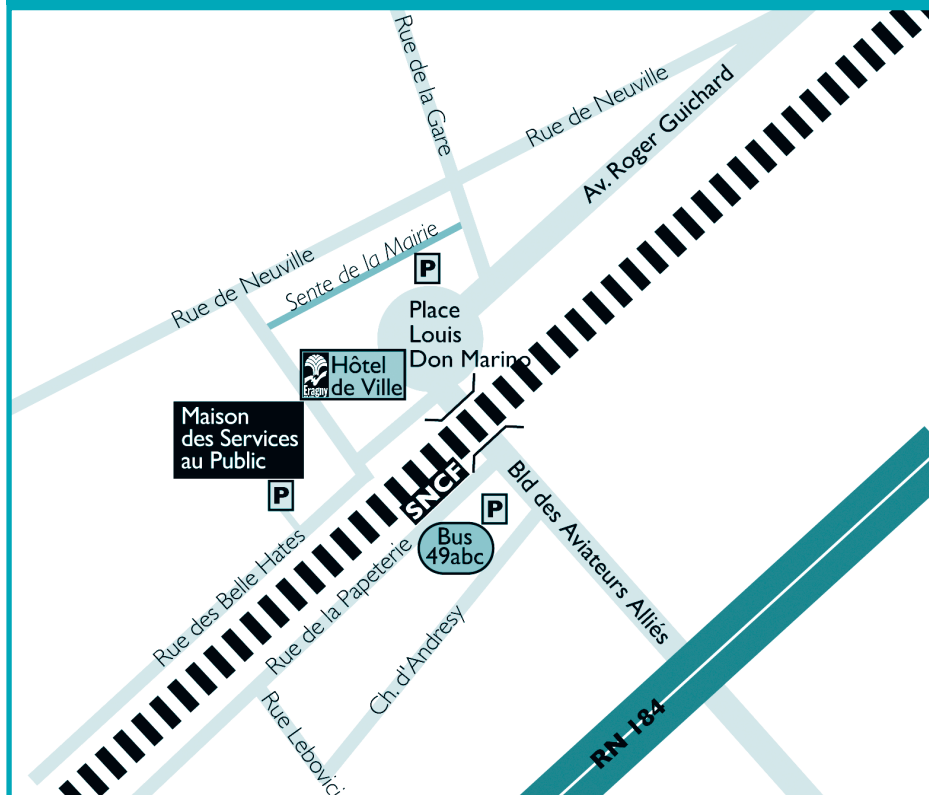 Rue de la Gare
Rue de Neuville
Av. Roger Guichard
Sente de la Mairie
Rue de Neuville
P
Place
Louis
Don Marino
Eragny
Hôtel
de Ville
Maison
des Services
au Public
P
SNCF
P
Bus
49abc
Bld des Aviateurs Alliés
Rue des Belle Hates
Rue de la Papeterie
Ch. d'Andresy
Rue Lebovici
RN 184